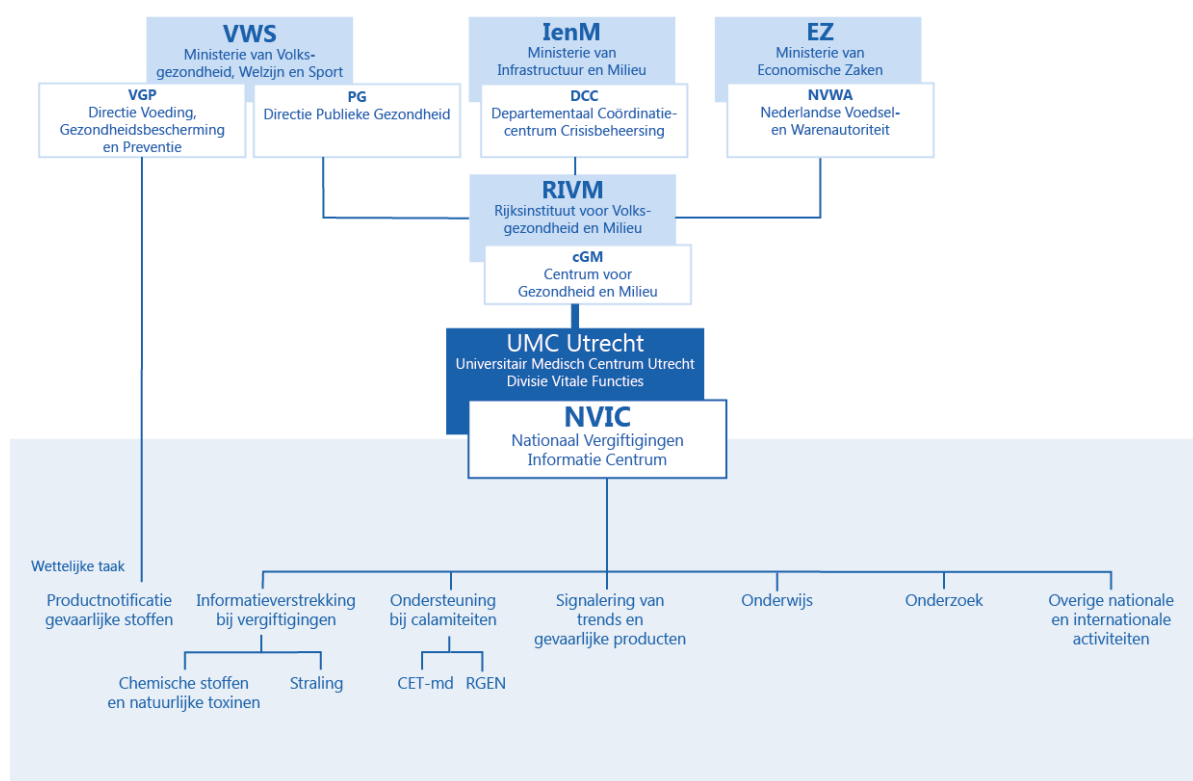 VWS
Ministerie van Volks-
gezondheid, Welzijn en Sport
VGP
Directie Voeding,
Gezondheidsbescherming
en Preventie
PG
Directie Publieke Gezondheid
IenM
Ministerie van
Infrastructuur en Milieu
DCC
Departementaal Coördinatie-
centrum Crisisbeheersing
EZ
Ministerie van
Economische Zaken
NVWA
Nederlandse Voedsel-
en Warenautoriteit
RIVM
Rijksinstituut voor Volks-
gezondheid en Milieu
cGM
Centrum voor
Gezondheid en Milieu
UMC Utrecht
Universitair Medisch Centrum Utrecht
Divisie Vitale Functies
NVIC
Nationaal Vergiftigingen
Informatie Centrum
Wettelijke taak
Productnotificatie
gevaarlijke stoffen
Informatieverstrekking
bij vergiftigingen
Chemische stoffen
en natuurlijke toxinen
Straling
Ondersteuning
bij calamiteiten
CET-md
RGEN
Signalering van
trends en
gevaarlijke producten
Onderwijs
Onderzoek
Overige nationale
en internationale
activiteiten